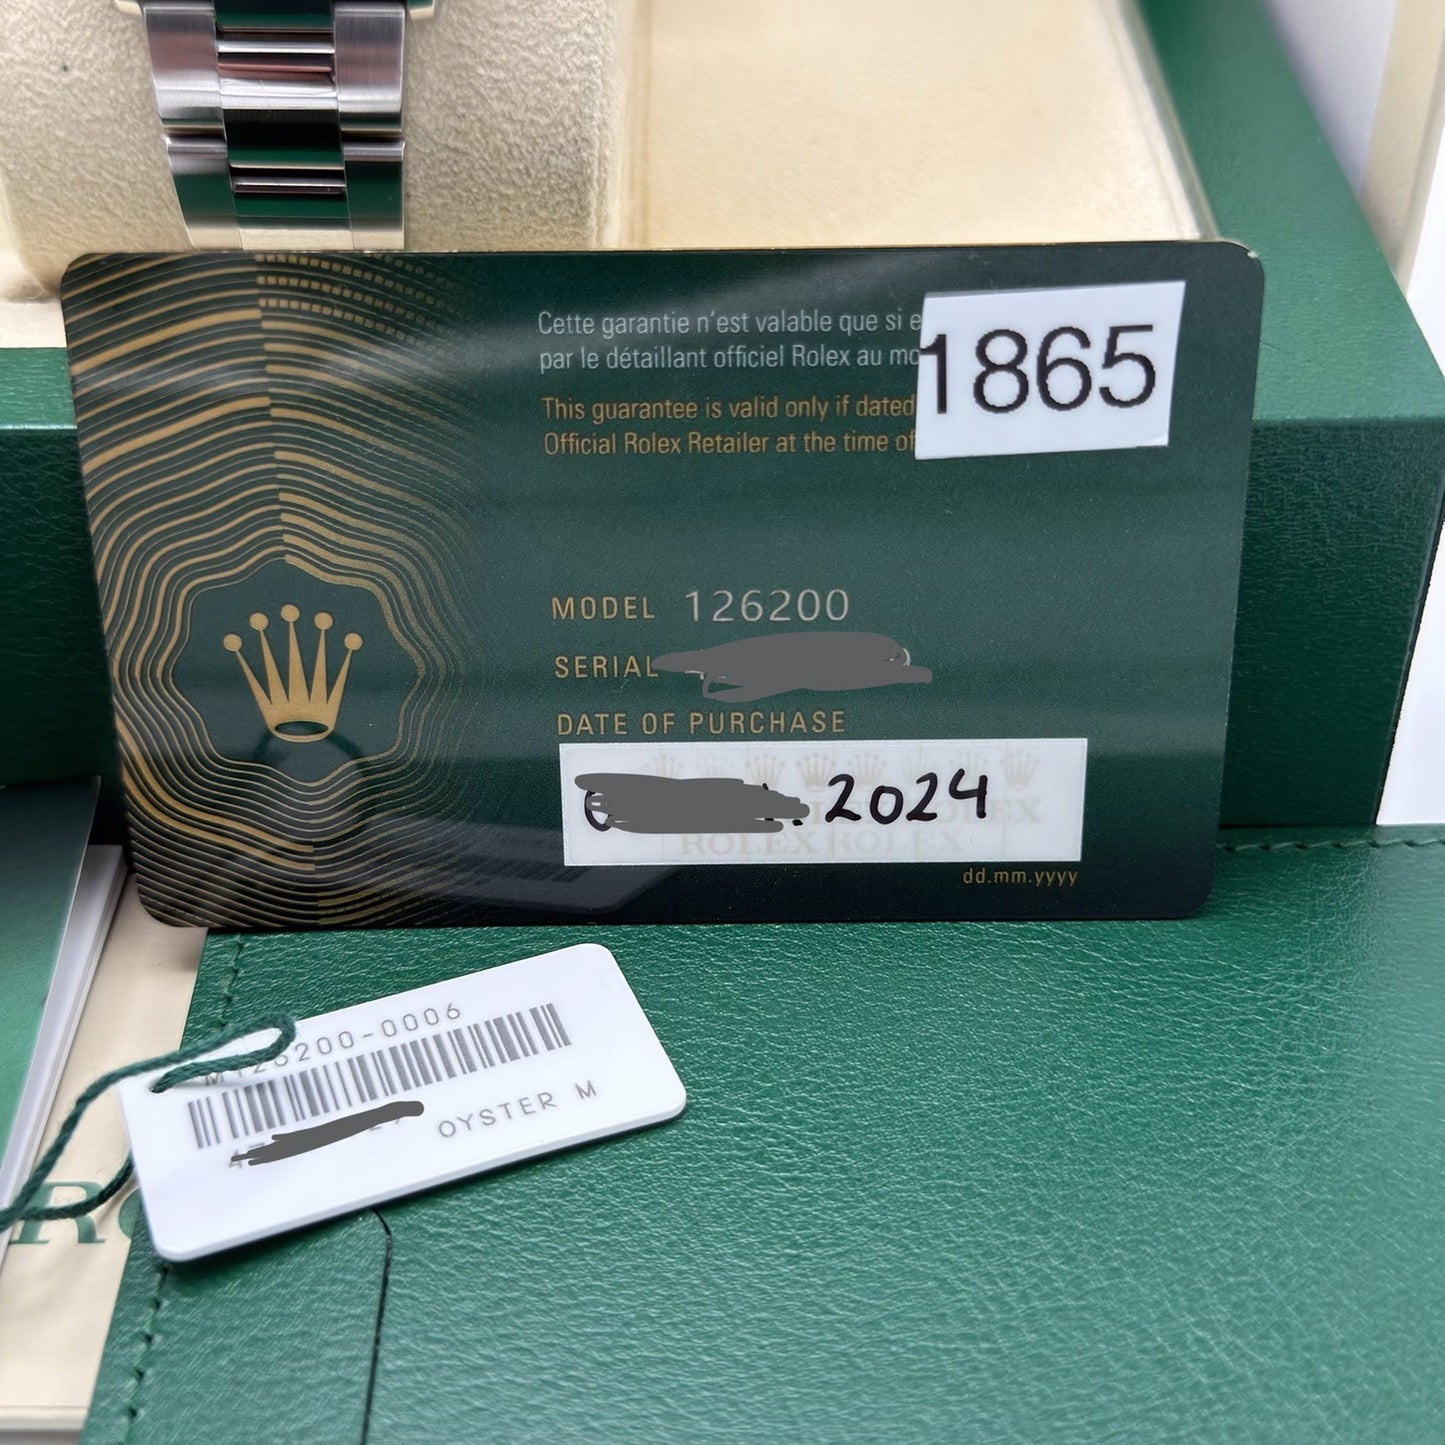 Cette garantie n'est valable que si
par le détaillant officiel Rolex au
1865
This guarantee is valid only if dated
Official Rolex Retailer at the time of
MODEL 126200
SERIAL
DATE OF PURCHASE
2024
ROLEX
ROLEX ROLEX
dd.mm.yyyy
M126200-0006
OYSTER M